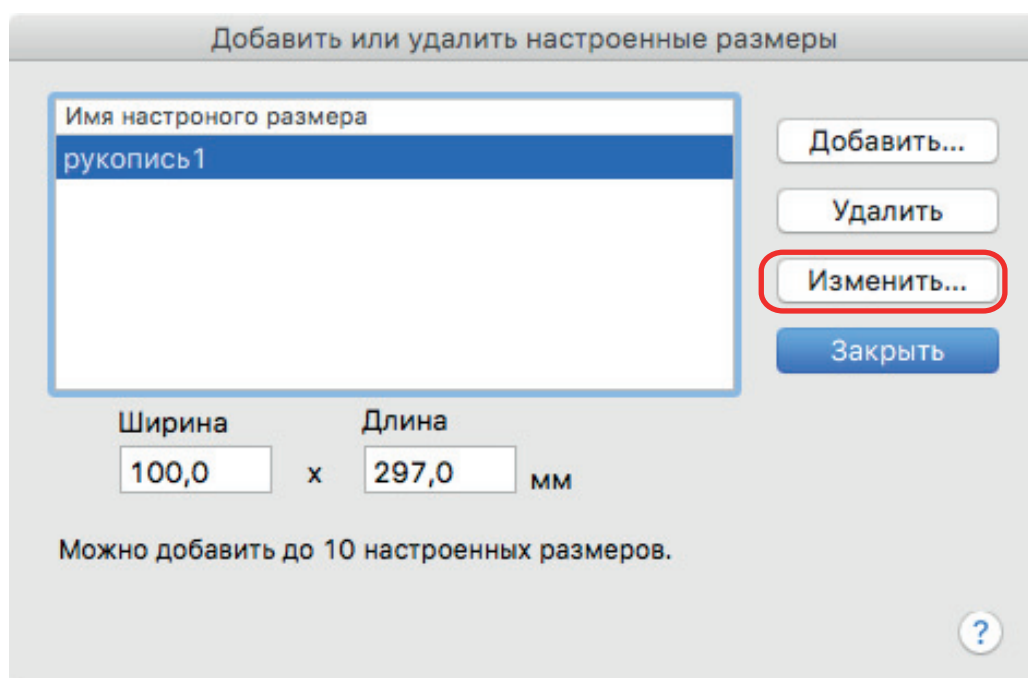 Добавить или удалить настроенные размеры
Имя настроного размера
рукопись1
Добавить...
Удалить
Изменить...
Закрыть
Ширина Длина
100,0 x 297,0 мм
Можно добавить до 10 настроенных размеров.
?